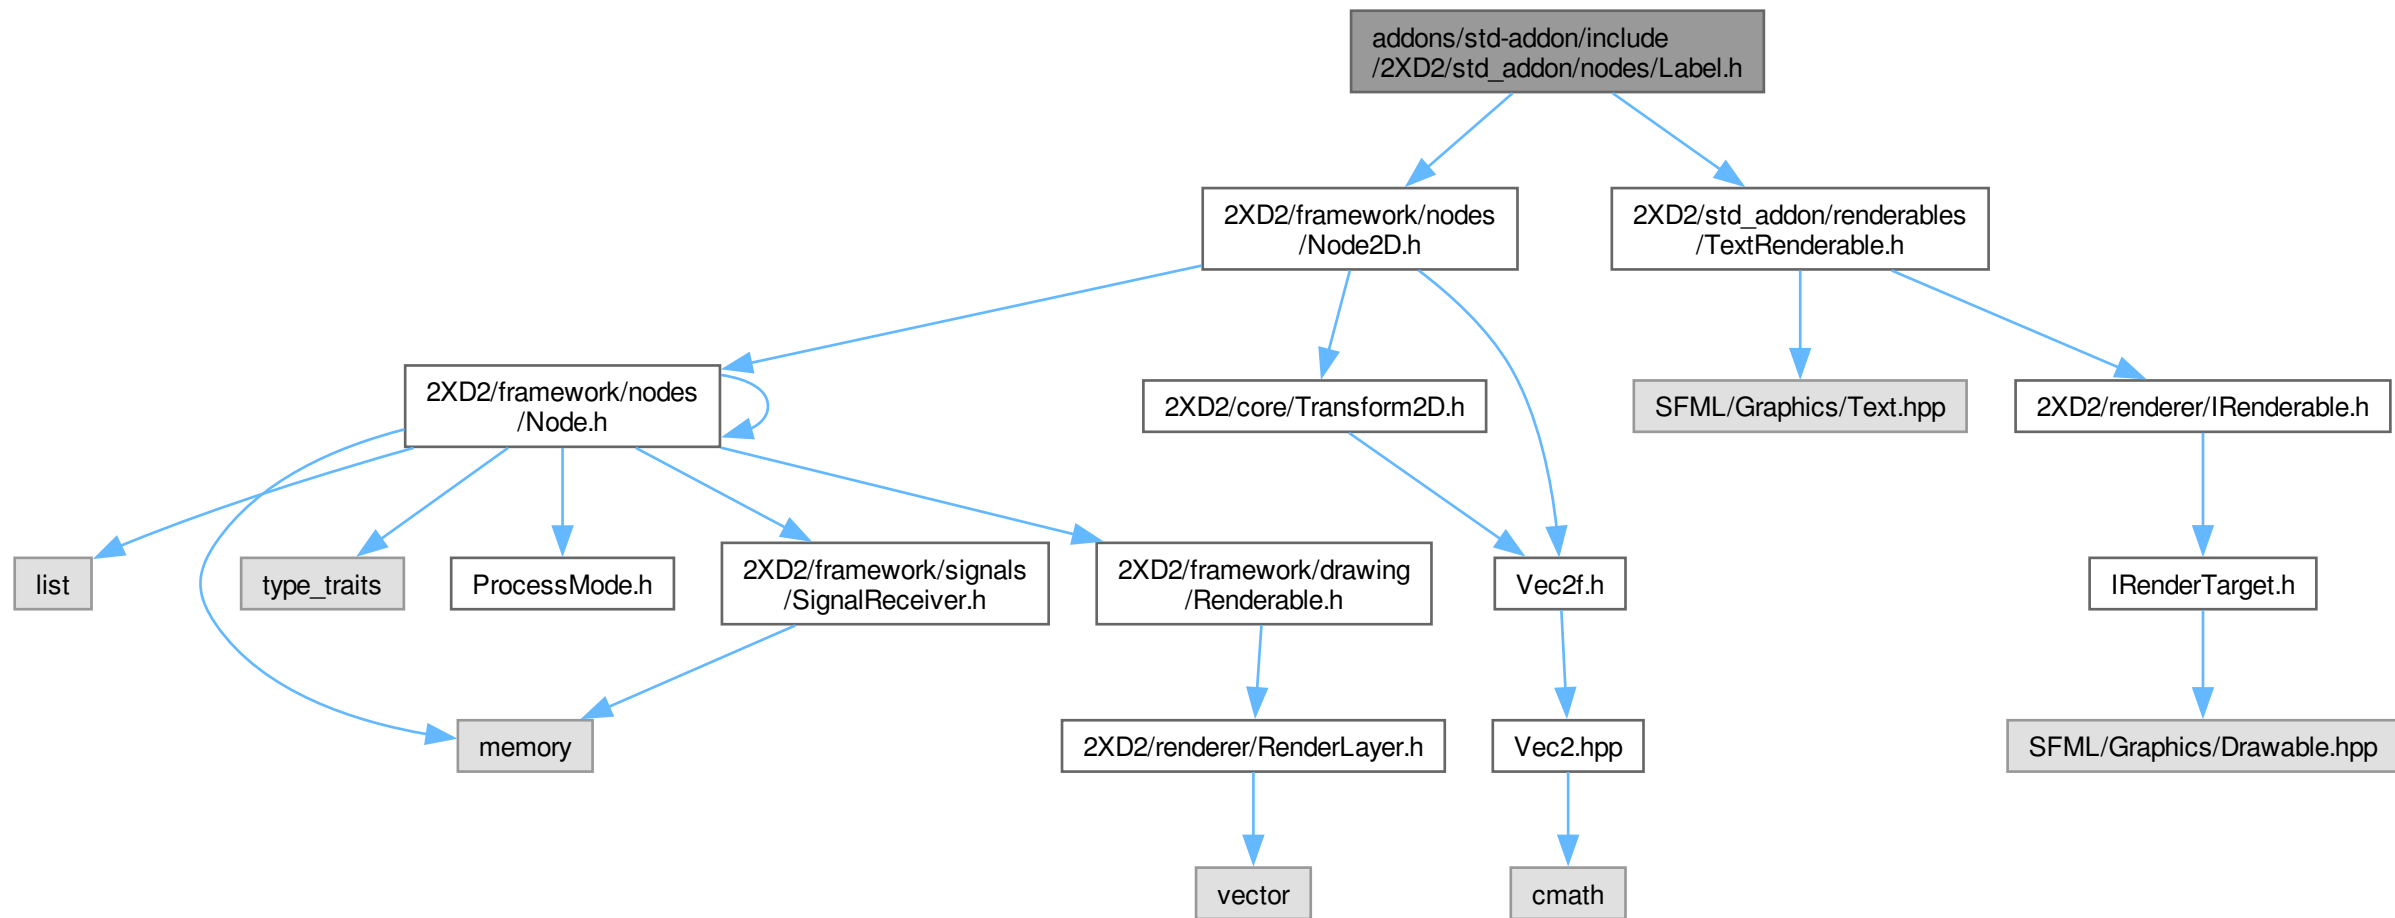 addons/std-addon/include
/2XD2/std_addon/nodes/Label.h
2XD2/framework/nodes
/Node2D.h
2XD2/std_addon/renderables
/TextRenderable.h
2XD2/framework/nodes
/Node.h
2XD2/core/Transform2D.h
SFML/Graphics/Text.hpp
2XD2/renderer/IRenderable.h
list
type_traits
ProcessMode.h
2XD2/framework/signals
/SignalReceiver.h
2XD2/framework/drawing
/Renderable.h
Vec2f.h
IRenderTarget.h
memory
2XD2/renderer/RenderLayer.h
Vec2.hpp
SFML/Graphics/Drawable.hpp
vector
cmath